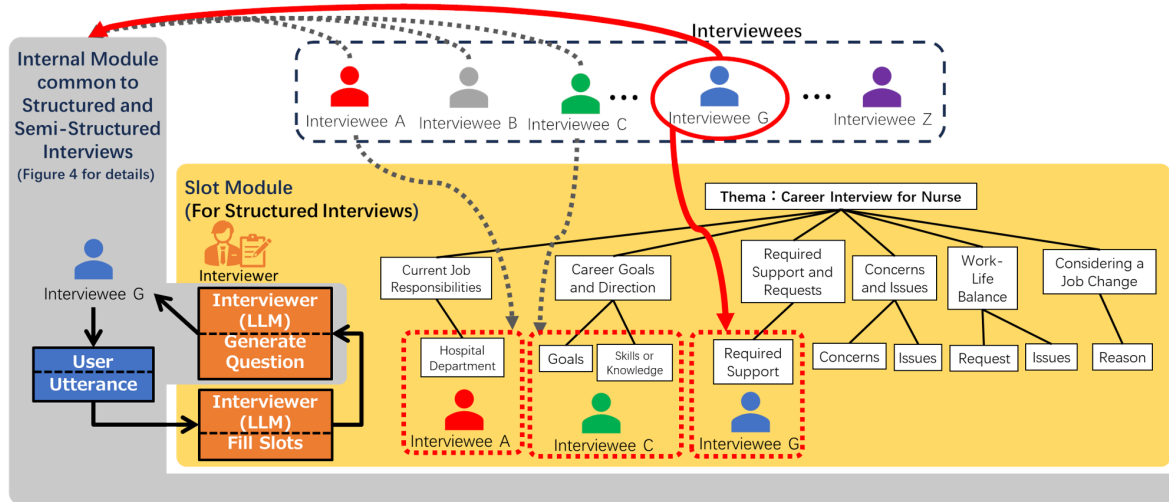 Internal Module
common to
Structured and
Semi-Structured
Interviews
(Figure 4 for details)
Interviewees
Interviewee A
Interviewee B
Interviewee C
•••
Interviewee G
•••
Interviewee Z
Slot Module
(For Structured Interviews)
Interviewer
Thema：Career Interview for Nurse
Current Job
Responsibilities
Career Goals
and Direction
Required
Support and
Requests
Concerns
and Issues
Work-
Life
Balance
Considering a
Job Change
Hospital
Department
Goals
Skills or
Knowledge
Required
Support
Concerns
Issues
Request
Issues
Reason
Interviewee A
Interviewee C
Interviewee G
Interviewee G
User
Utterance
Interviewer
(LLM)
Generate
Question
Interviewer
(LLM)
Fill Slots